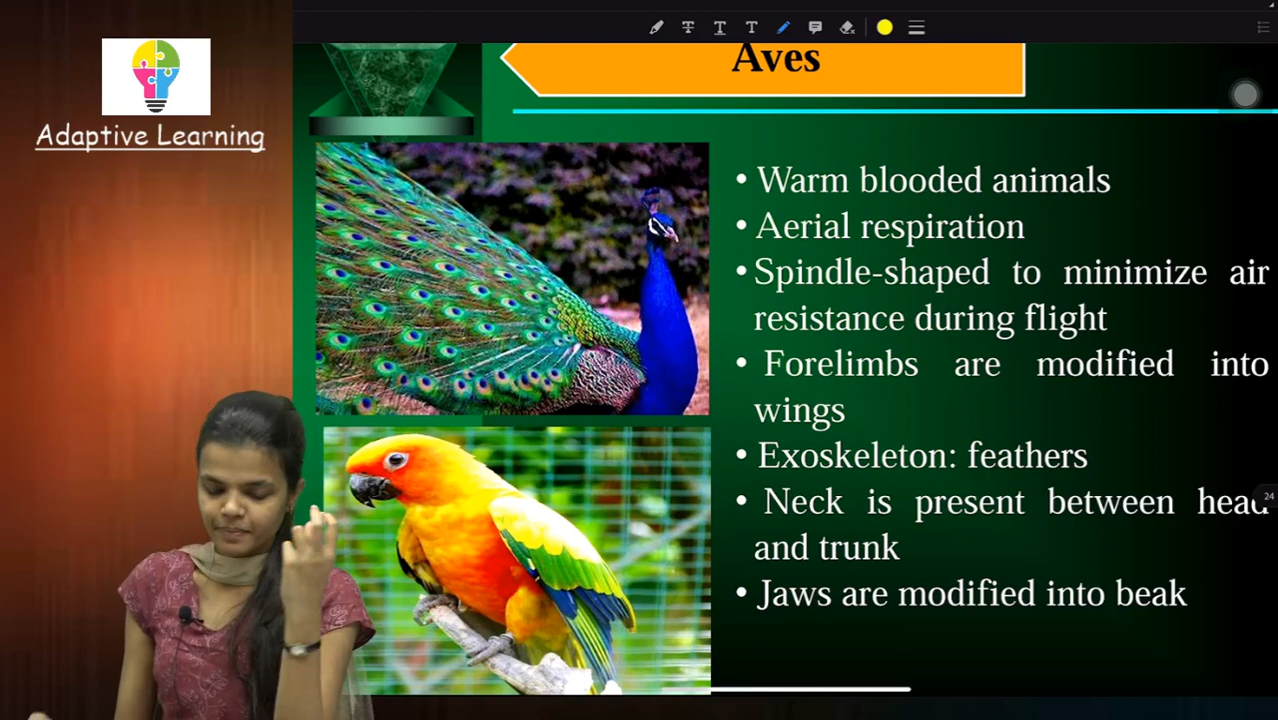 Adaptive Learning
Aves
• Warm blooded animals
• Aerial respiration
• Spindle-shaped to minimize air
resistance during flight
• Forelimbs are modified into
wings
• Exoskeleton: feathers
• Neck is present between head
and trunk
• Jaws are modified into beak
24